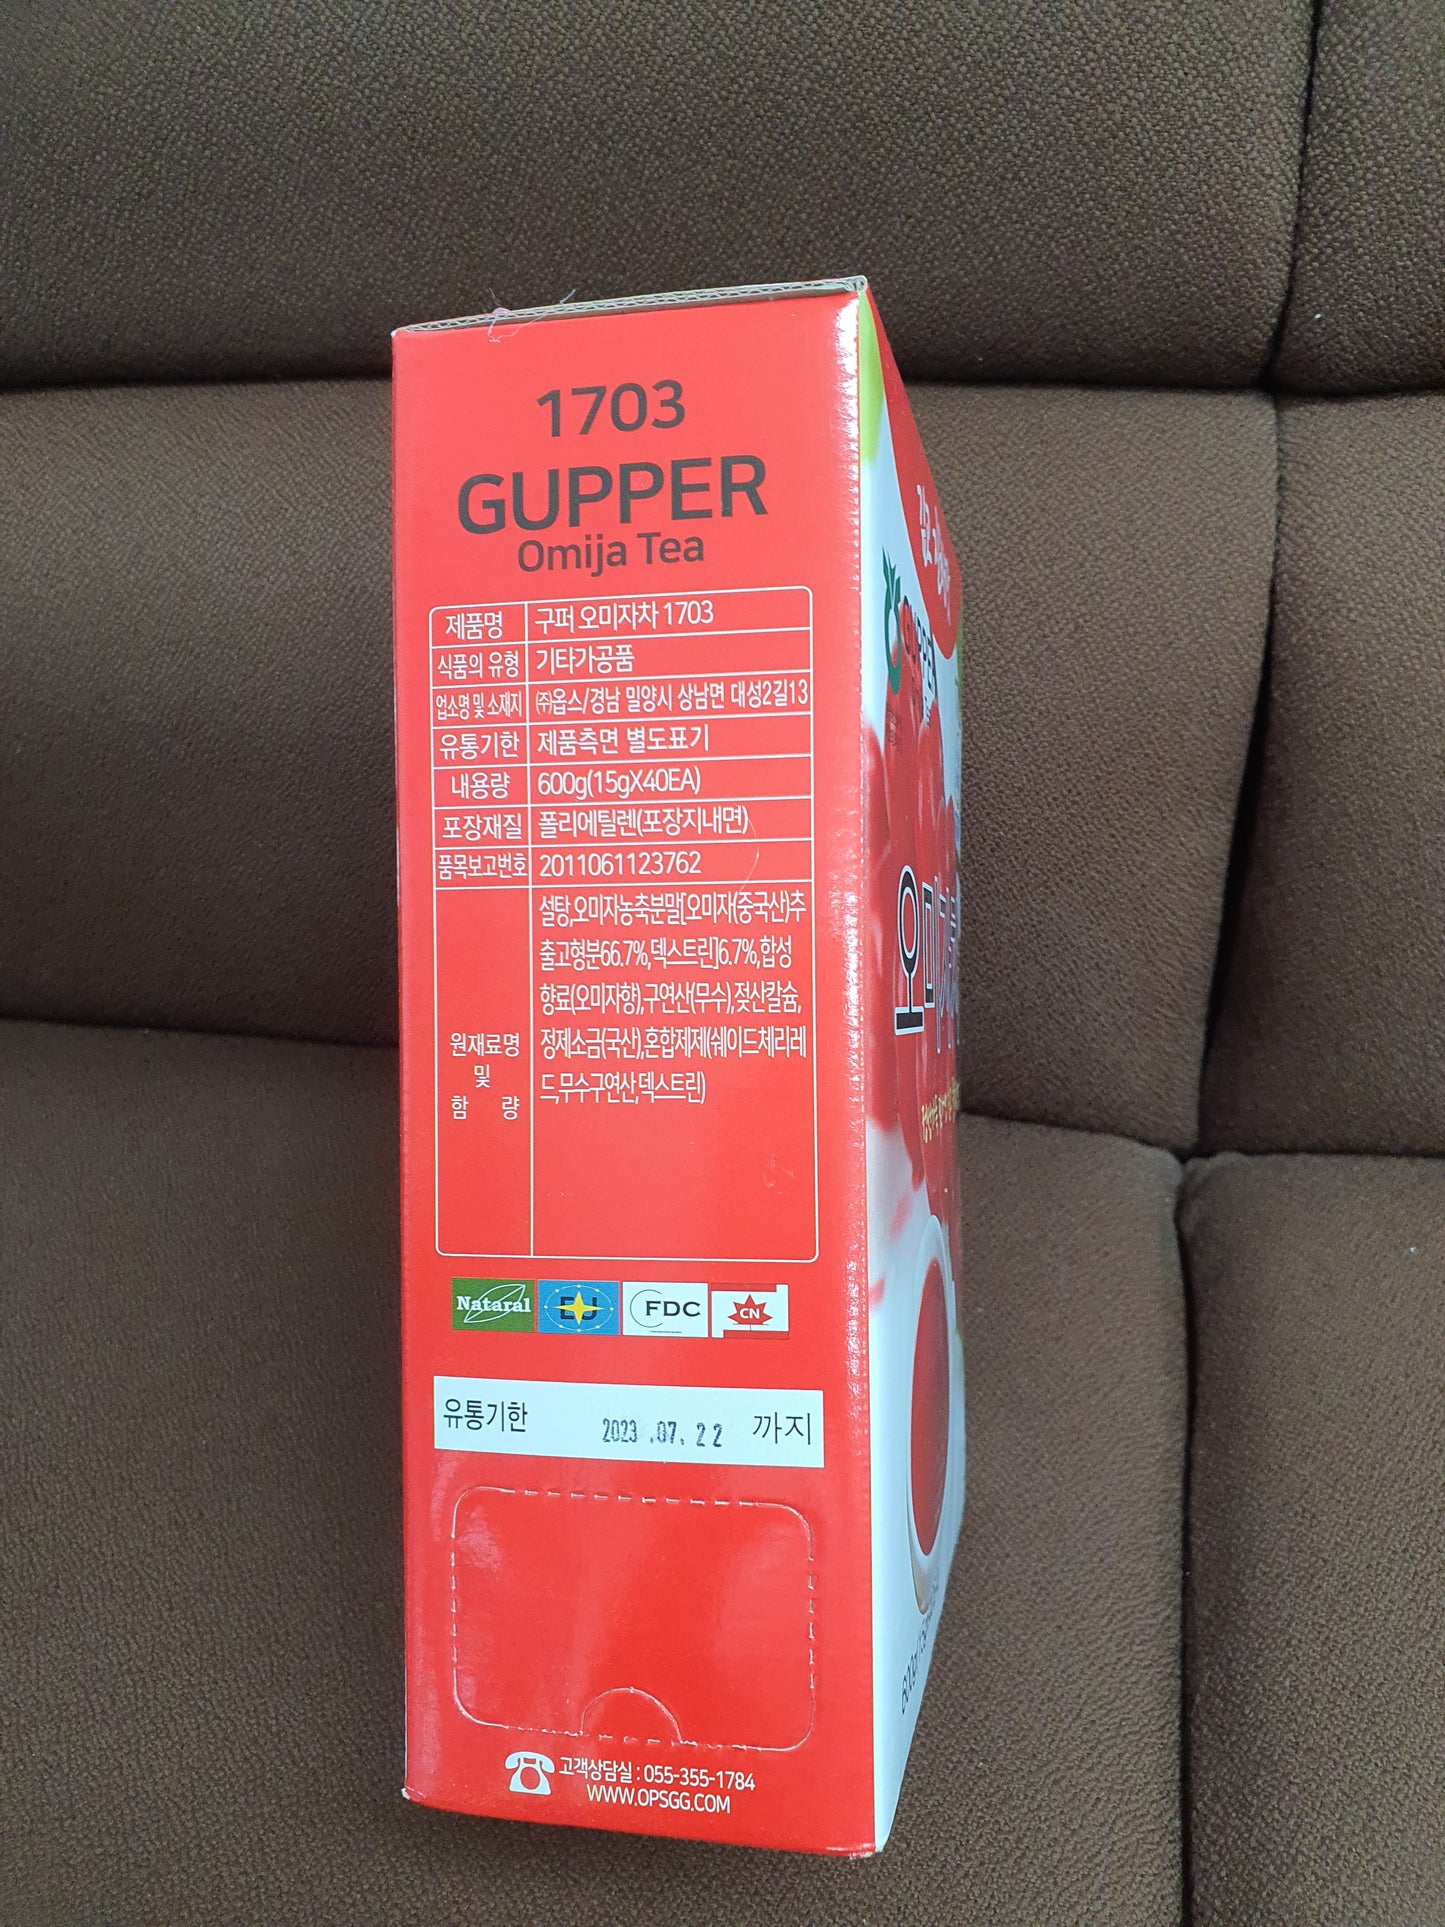 1703
GUPPER
Omija Tea
제품명 구퍼 오미자차 1703
식품의 유형 기타가공품
업소명 및 소재지 ㈜옵스/경남 밀양시 상남면 대성2길13
유통기한 제품측면 별도표기
내용량 600g(15gX40EA)
포장재질 폴리에틸렌(포장지내면)
품목보고번호 2011061123762
원재료명
및
함 량
설탕,오미자농축분말[오미자(중국산)추
출고형분66.7%,덱스트린]6.7%,합성
향료(오미자향),구연산(무수),젖산칼슘,
정제소금(국산),혼합제제(쉐이드체리레
드,무수구연산,덱스트린)
Nataral EU FDC CN
유통기한 2023.07.22 까지
고객상담실 : 055-355-1784
WWW.OPSGG.COM
GUPPER
오미자